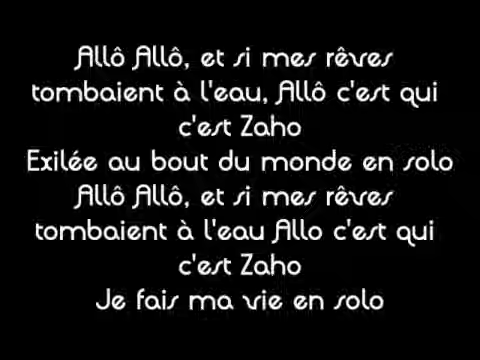 Allô Allô, et si mes rêves
tombaient à l'eau, Allô c'est qui
c'est Zaho
Exilée au bout du monde en solo
Allô Allô, et si mes rêves
tombaient à l'eau Allo c'est qui
c'est Zaho
Je fais ma vie en solo